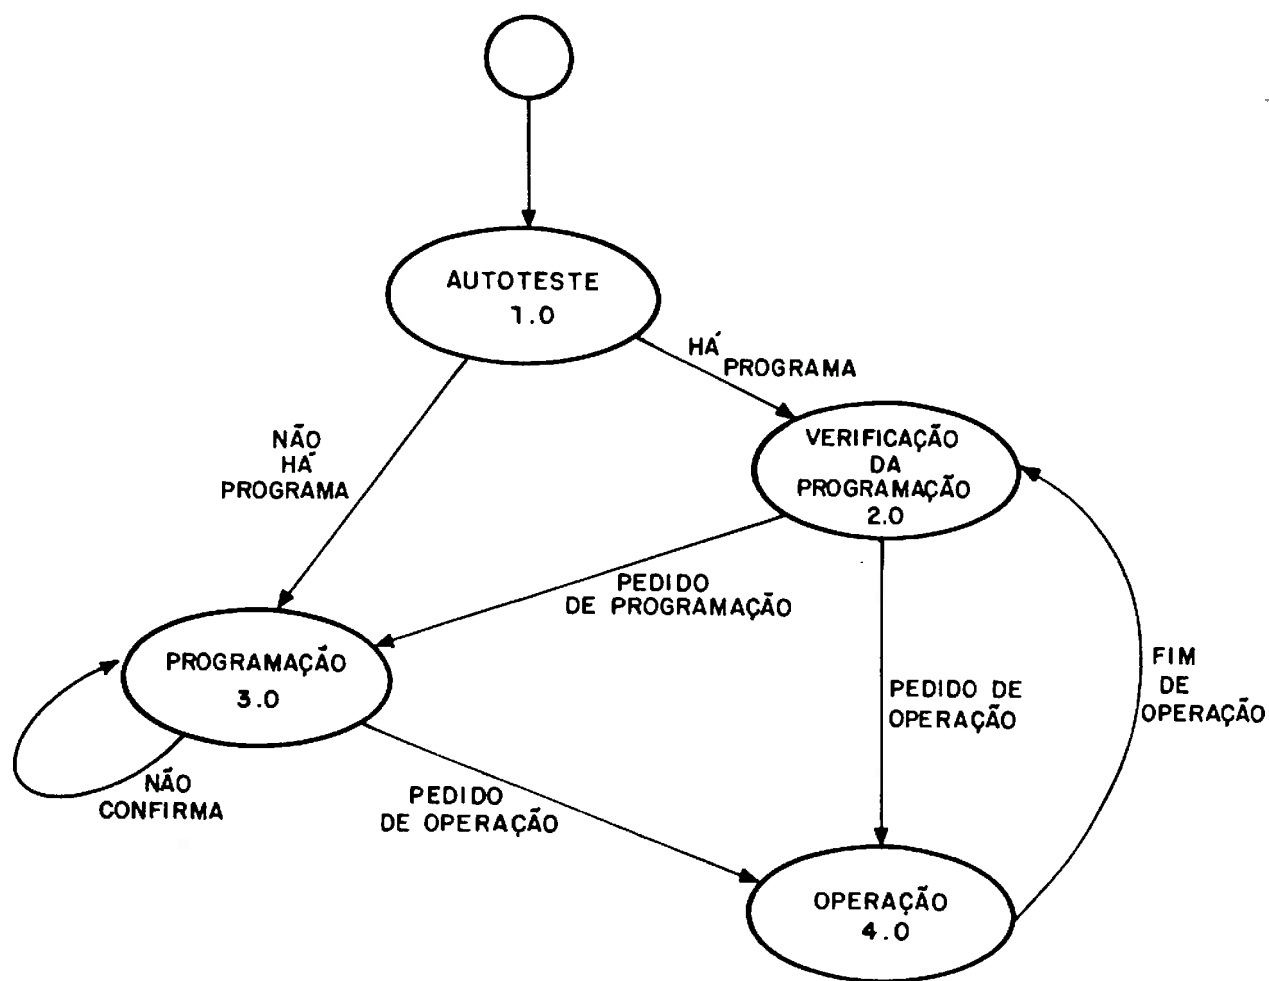 AUTOTESTE
1.0
HÁ
PROGRAMA
NÃO
HÁ
PROGRAMA
VERIFICAÇÃO
DA
PROGRAMAÇÃO
2.0
PEDIDO
DE PROGRAMAÇÃO
PROGRAMAÇÃO
3.0
PEDIDO DE
OPERAÇÃO
FIM
DE
OPERAÇÃO
NÃO
CONFIRMA
PEDIDO
DE OPERAÇÃO
OPERAÇÃO
4.0